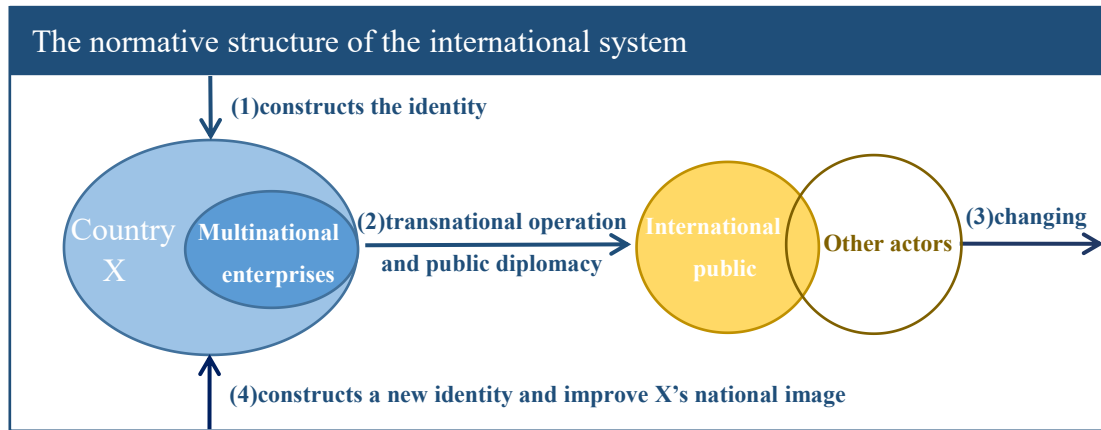 The normative structure of the international system
(1)constructs the identity
Country
X
Multinational
enterprises
(2)transnational operation
and public diplomacy
International
public
Other actors
(3)changing
(4)constructs a new identity and improve X's national image